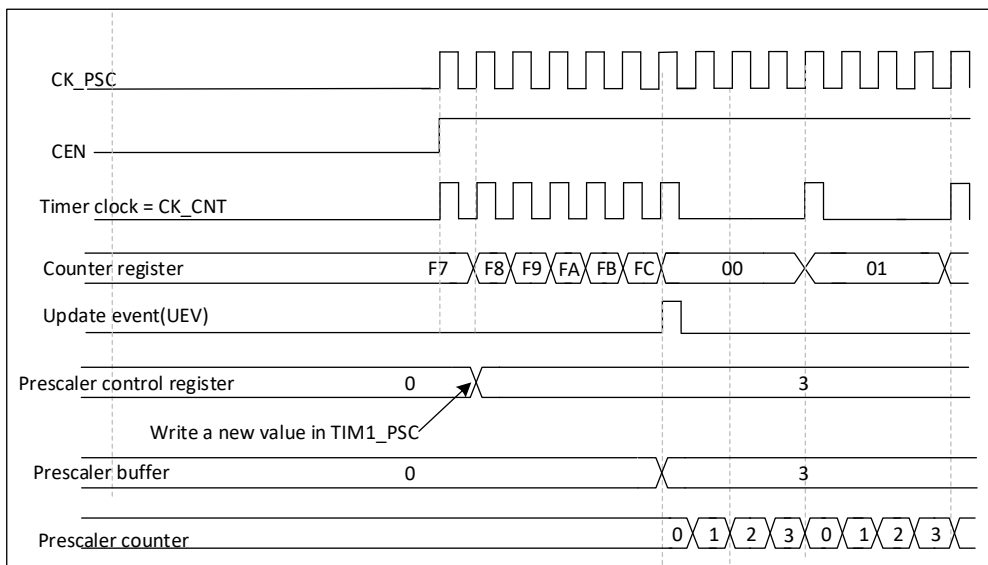 CK_PSC
CEN
Timer clock = CK_CNT
Counter register F7 F8 F9 FA FB FC 00 01
Update event(UEV)
Prescaler control register 0 3
Write a new value in TIM1_PSC
Prescaler buffer 0 3
Prescaler counter 0 1 2 3 0 1 2 3